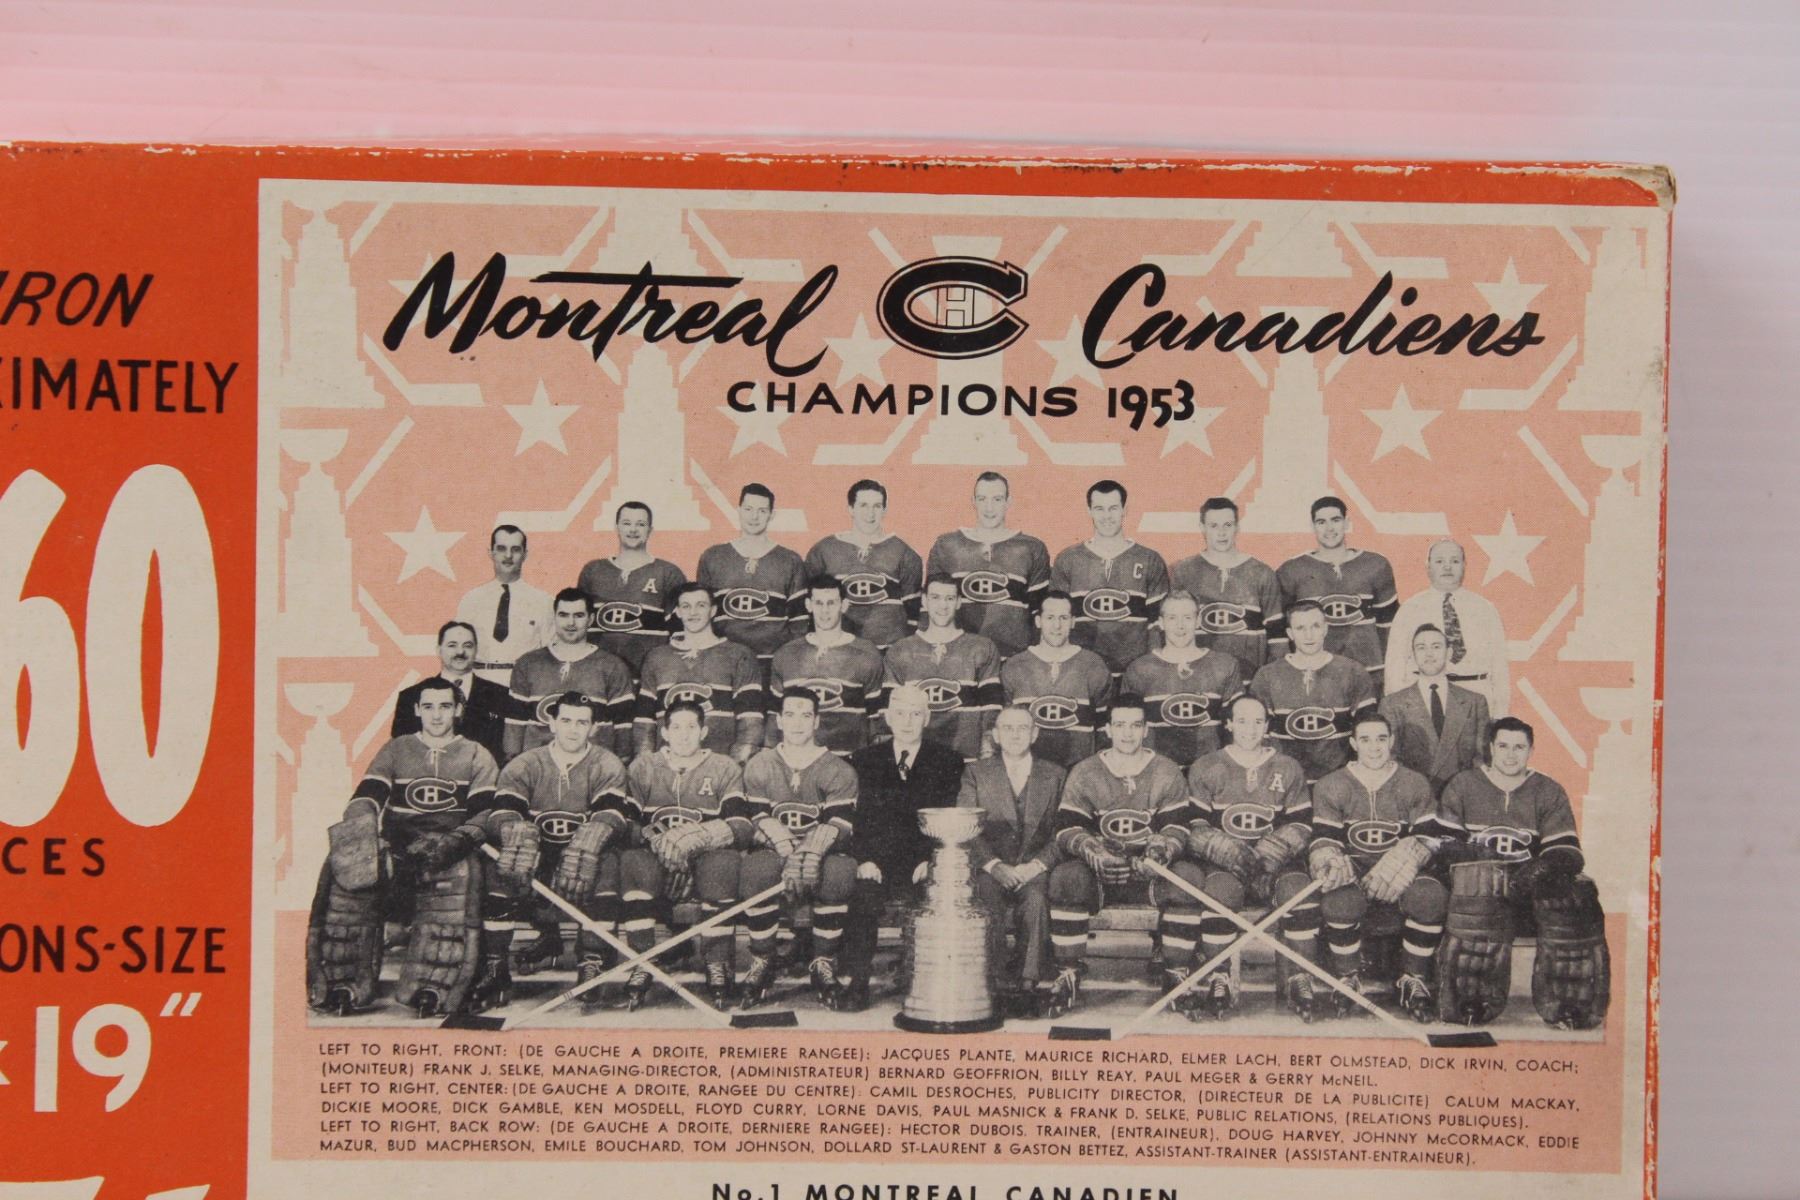 IRON
XIMATELY
60
CES
ONS-SIZE
x 19"
Montreal CH Canadiens
CHAMPIONS 1953
LEFT TO RIGHT, FRONT: (DE GAUCHE A DROITE, PREMIERE RANGEE): JACQUES PLANTE, MAURICE RICHARD, ELMER LACH, BERT OLMSTEAD, DICK IRVIN, COACH;
(MONITEUR) FRANK J. SELKE, MANAGING-DIRECTOR, (ADMINISTRATEUR) BERNARD GEOFFRION, BILLY REAY, PAUL MEGER & GERRY McNEIL.
LEFT TO RIGHT, CENTER: (DE GAUCHE A DROITE, RANGEE DU CENTRE): CAMIL DESROCHES, PUBLICITY DIRECTOR, (DIRECTEUR DE LA PUBLICITE) CALUM MACKAY,
DICKIE MOORE, DICK GAMBLE, KEN MOSDELL, FLOYD CURRY, LORNE DAVIS, PAUL MASNICK & FRANK D. SELKE, PUBLIC RELATIONS, (RELATIONS PUBLIQUES).
LEFT TO RIGHT, BACK ROW: (DE GAUCHE A DROITE, DERNIERE RANGEE): HECTOR DUBOIS, TRAINER, (ENTRAINEUR), DOUG HARVEY, JOHNNY McCORMACK, EDDIE
MAZUR, BUD MACPHERSON, EMILE BOUCHARD, TOM JOHNSON, DOLLARD ST-LAURENT & GASTON BETTEZ, ASSISTANT-TRAINER (ASSISTANT-ENTRAINEUR).
No.1 MONTREAL CANADIEN